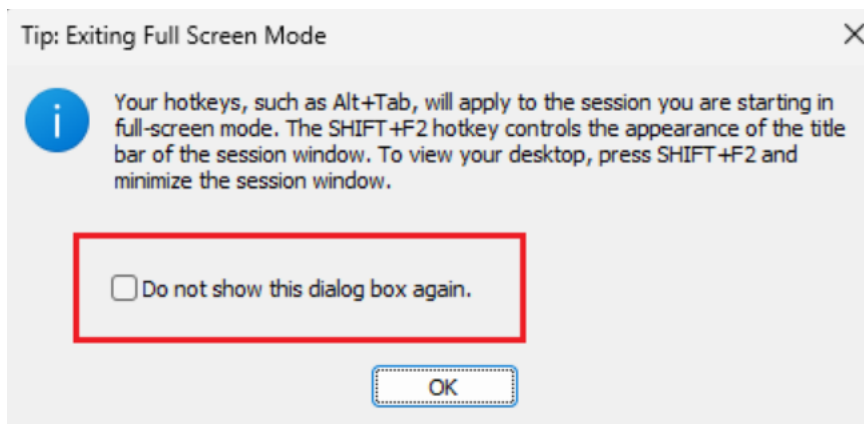 Tip: Exiting Full Screen Mode
Your hotkeys, such as Alt+Tab, will apply to the session you are starting in
full-screen mode. The SHIFT+F2 hotkey controls the appearance of the title
bar of the session window. To view your desktop, press SHIFT+F2 and
minimize the session window.
Do not show this dialog box again.
OK